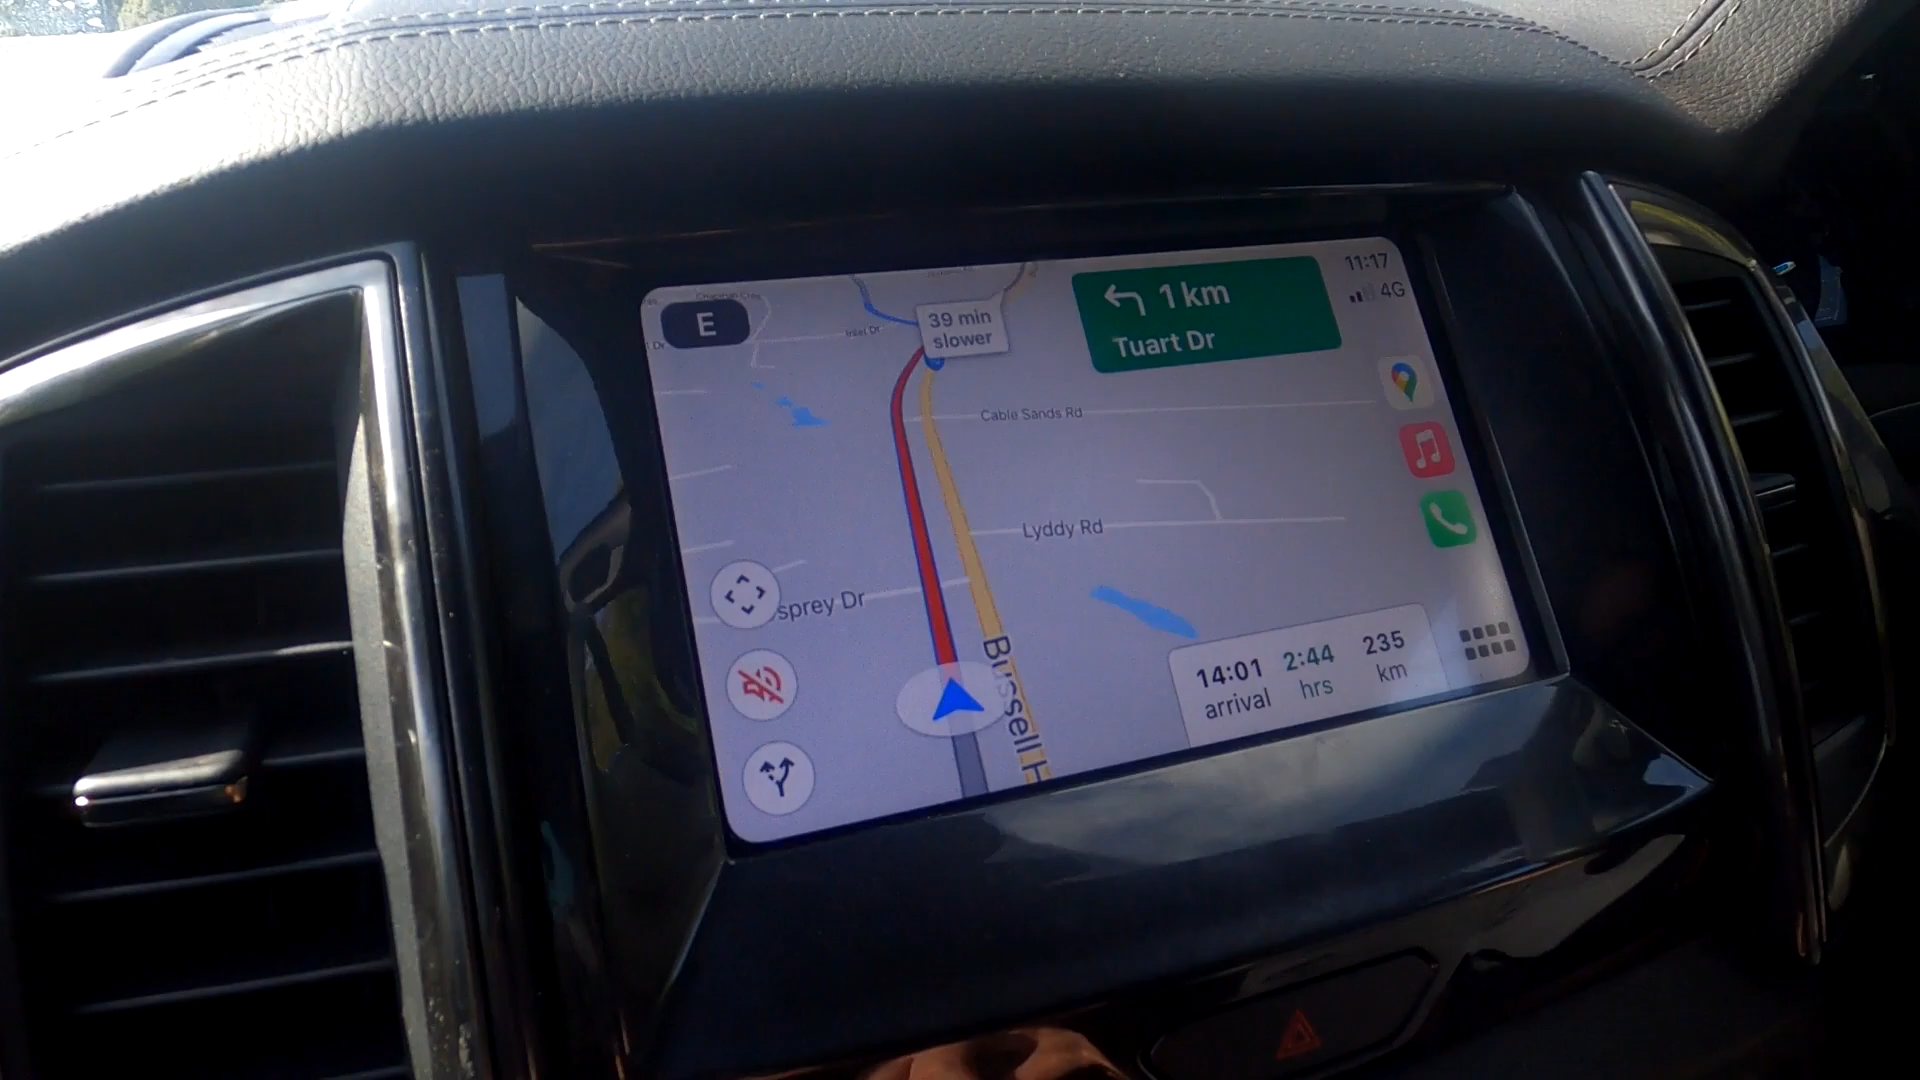 E
39 min
slower
1 km
Tuart Dr
11:17
4G
Cable Sands Rd
Lyddy Rd
sprey Dr
Bussell H
14:01
arrival
2:44
hrs
235
km